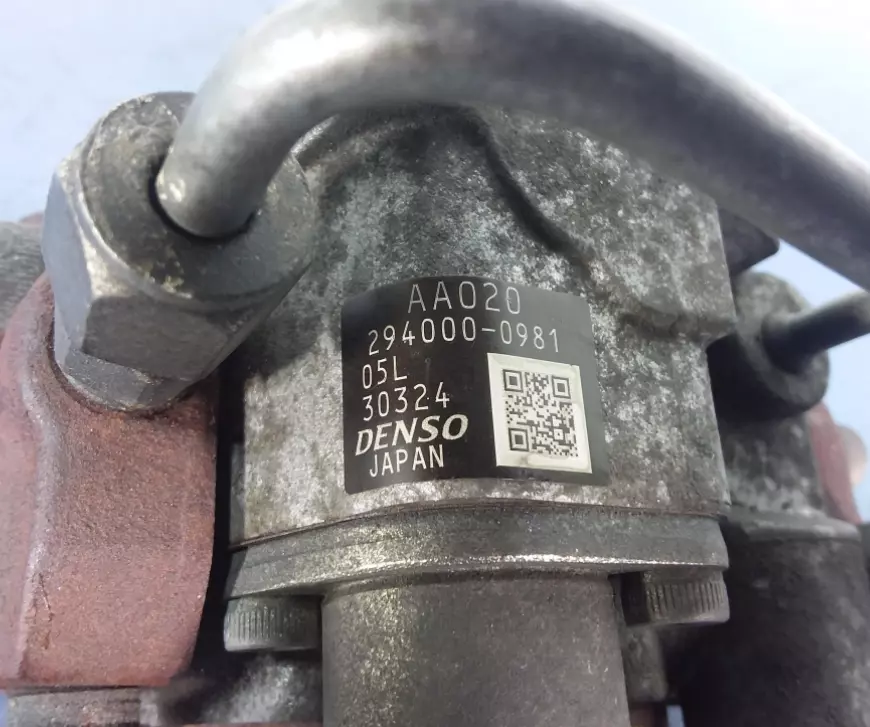 AA020
294000-0981
05L
30324
DENSO
JAPAN